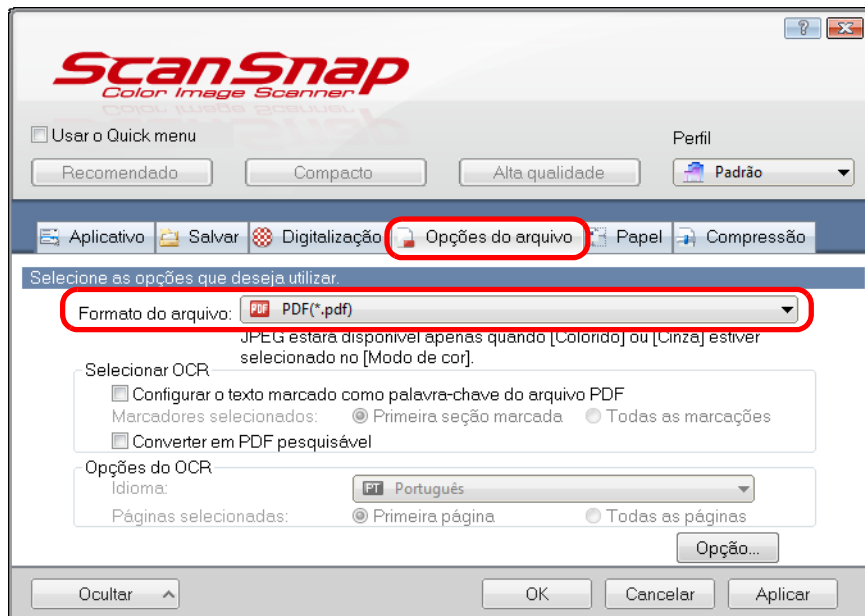 ScanSnap
Color Image Scanner
Usar o Quick menu
Perfil
Recomendado Compacto Alta qualidade Padrão
Aplicativo Salvar Digitalização Opções do arquivo Papel Compressão
Selecione as opções que deseja utilizar.
Formato do arquivo: PDF PDF(*.pdf)
JPEG estará disponível apenas quando [Colorido] ou [Cinza] estiver
selecionado no [Modo de cor].
Selecionar OCR
Configurar o texto marcado como palavra-chave do arquivo PDF
Marcadores selecionados: Primeira seção marcada Todas as marcações
Converter em PDF pesquisável
Opções do OCR
Idioma: PT Português
Páginas selecionadas: Primeira página Todas as páginas
Opção...
Ocultar OK Cancelar Aplicar